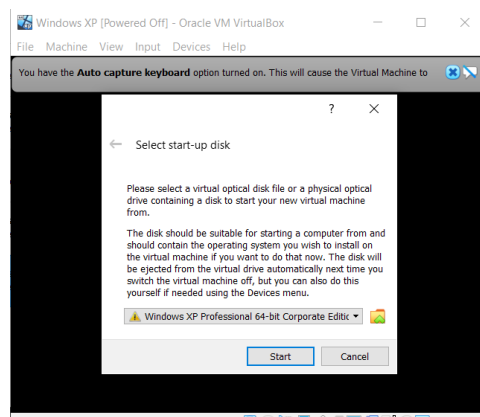 Windows XP [Powered Off] - Oracle VM VirtualBox
File Machine View Input Devices Help
You have the Auto capture keyboard option turned on. This will cause the Virtual Machine to
?
Select start-up disk
Please select a virtual optical disk file or a physical optical
drive containing a disk to start your new virtual machine
from.
The disk should be suitable for starting a computer from and
should contain the operating system you wish to install on
the virtual machine if you want to do that now. The disk will
be ejected from the virtual drive automatically next time you
switch the virtual machine off, but you can also do this
yourself if needed using the Devices menu.
Windows XP Professional 64-bit Corporate Editic
Start Cancel